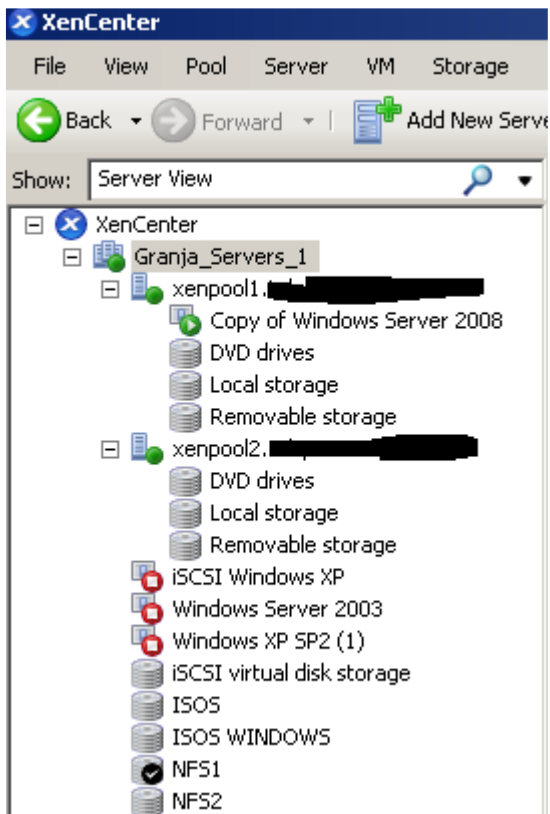 XenCenter
File View Pool Server VM Storage
Back Forward Add New Serve
Show: Server View
XenCenter
Granja_Servers_1
xenpool1.
Copy of Windows Server 2008
DVD drives
Local storage
Removable storage
xenpool2.
DVD drives
Local storage
Removable storage
iSCSI Windows XP
Windows Server 2003
Windows XP SP2 (1)
iSCSI virtual disk storage
ISOS
ISOS WINDOWS
NFS1
NFS2